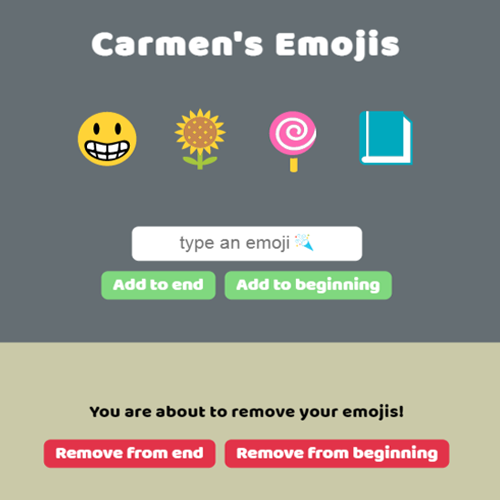 Carmen's Emojis
type an emoji 🎉
Add to end
Add to beginning
You are about to remove your emojis!
Remove from end
Remove from beginning